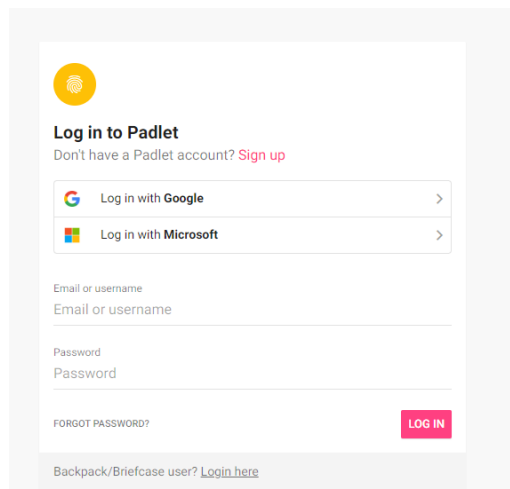 Log in to Padlet
Don't have a Padlet account? Sign up
Log in with Google
Log in with Microsoft
Email or username
Email or username
Password
Password
FORGOT PASSWORD?
LOG IN
Backpack/Briefcase user? Login here